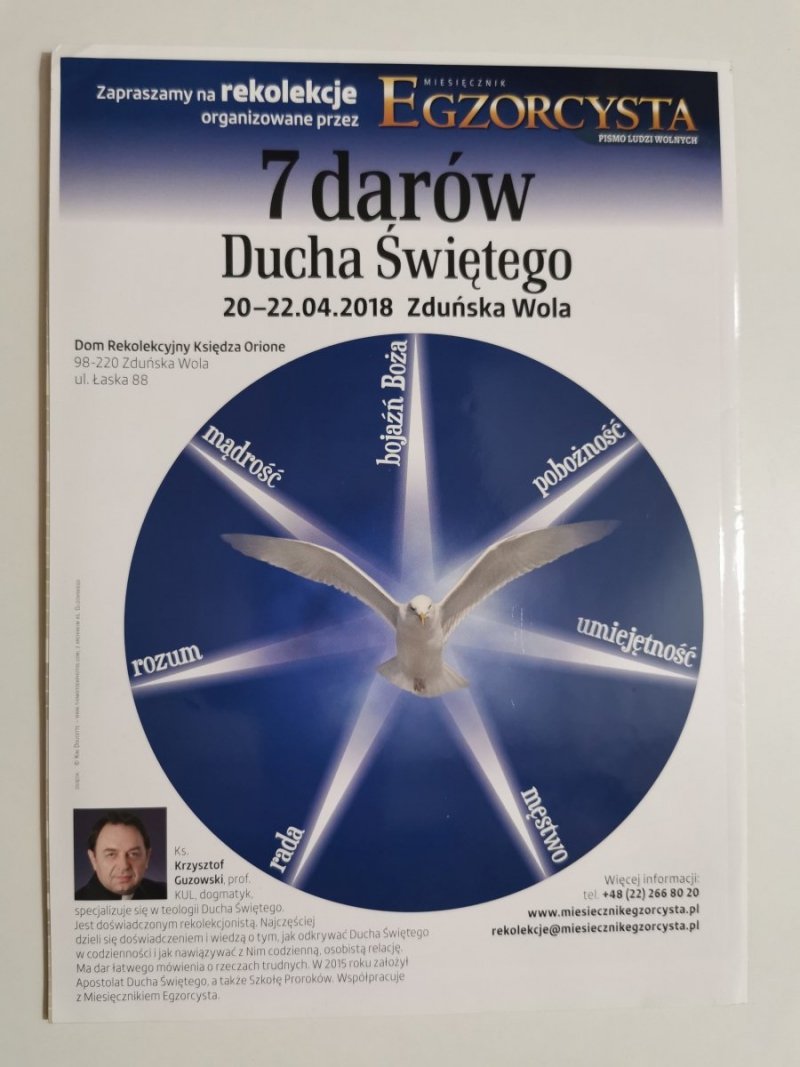 Zapraszamy na rekolekcje
organizowane przez
MIESIĘCZNIK
EGZORCYSTA
PISMO LUDZI WOLNYCH
7 darów
Ducha Świętego
20–22.04.2018 Zduńska Wola
Dom Rekolekcyjny Księdza Orione
98-220 Zduńska Wola
ul. Łaska 88
bojaźń Boża
mądrość
pobożność
rozum
umiejętność
rada
męstwo
Ks.
Krzysztof
Guzowski, prof.
KUL, dogmatyk,
specjalizuje się w teologii Ducha Świętego.
Jest doświadczonym rekolekcjonistą. Najczęściej
dzieli się doświadczeniem i wiedzą o tym, jak odkrywać Ducha Świętego
w codzienności i jak nawiązywać z Nim codzienną, osobistą relację.
Ma dar łatwego mówienia o rzeczach trudnych. W 2015 roku założył
Apostolat Ducha Świętego, a także Szkołę Proroków. Współpracuje
z Miesięcznikiem Egzorcysta.
Więcej informacji:
tel. +48 (22) 266 80 20
www.miesiecznikegzorcysta.pl
rekolekcje@miesiecznikegzorcysta.pl